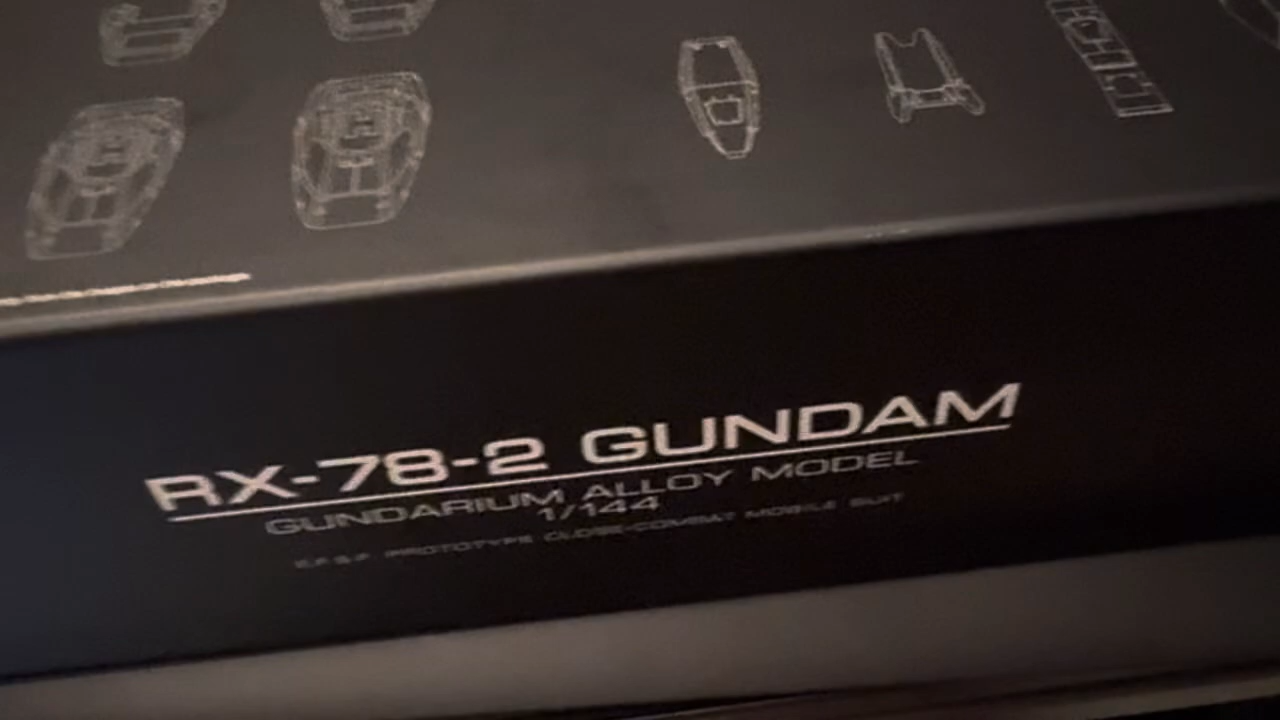 RX-78-2 GUNDAM
GUNDARIUM ALLOY MODEL
1/144
E.F.S.F. PROTOTYPE CLOSE-COMBAT MOBILE SUIT